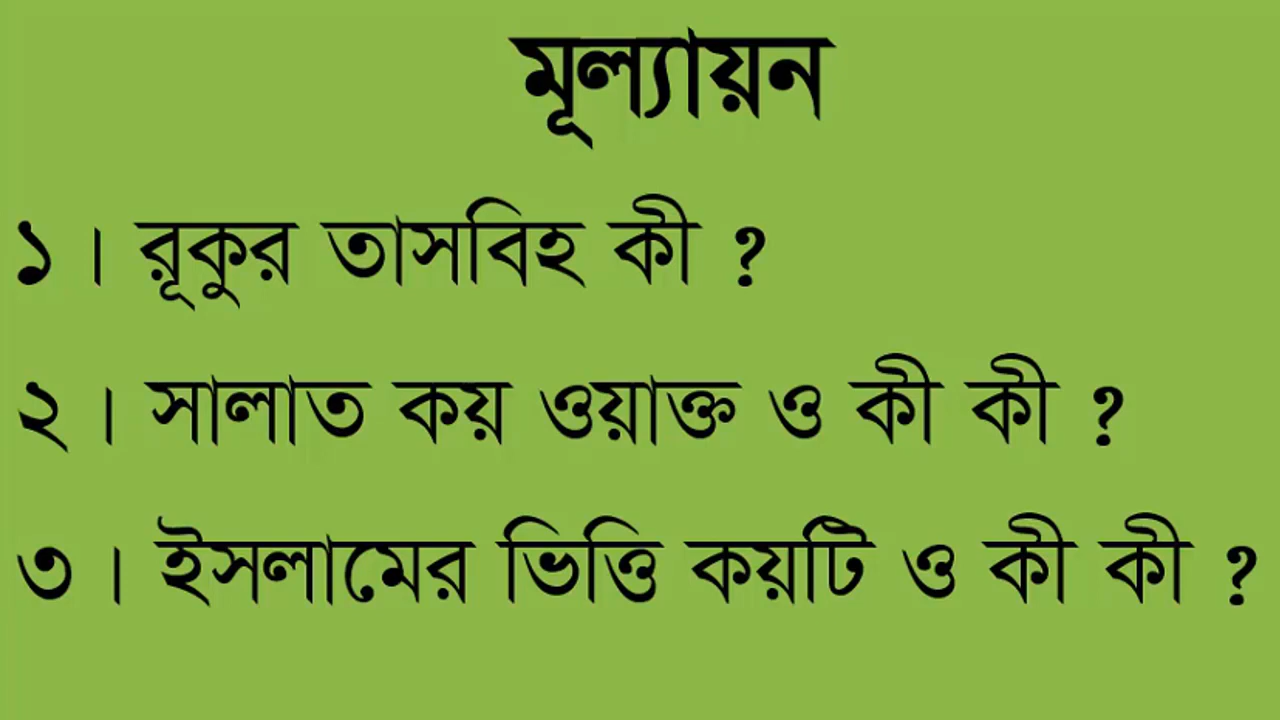 মূল্যায়ন
১ । রূকুর তাসবিহ কী ?
২ । সালাত কয় ওয়াক্ত ও কী কী ?
৩ । ইসলামের ভিত্তি কয়টি ও কী কী ?